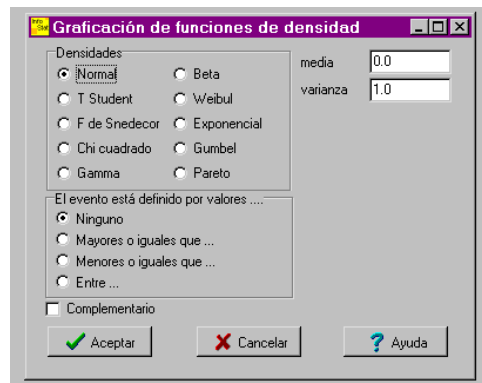 Info
Stat
Graficación de funciones de densidad
Densidades
Normal
Beta
T Student
Weibul
F de Snedecor
Exponencial
Chi cuadrado
Gumbel
Gamma
Pareto
media
0.0
varianza
1.0
El evento está definido por valores ....
Ninguno
Mayores o iguales que ...
Menores o iguales que ...
Entre ...
Complementario
Aceptar
Cancelar
Ayuda